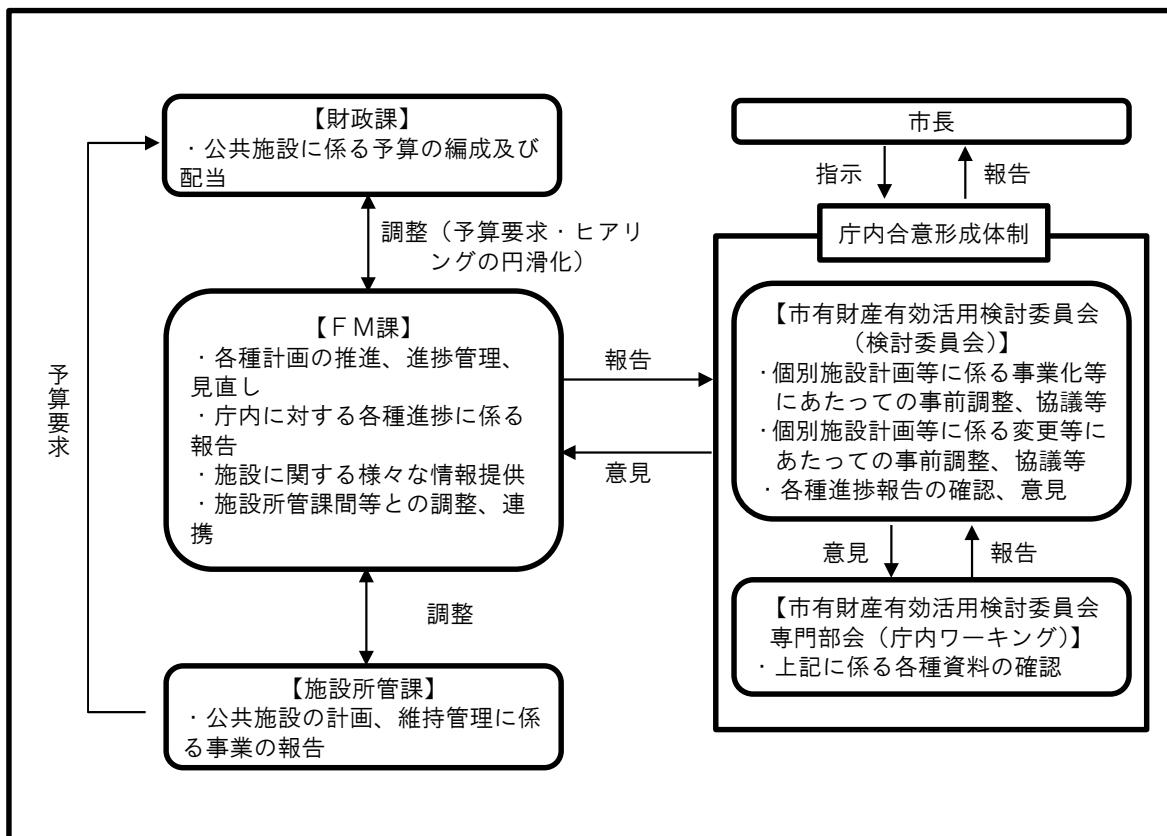 【財政課】
・公共施設に係る予算の編成及び
配当
調整（予算要求・ヒアリ
ングの円滑化）
【ＦＭ課】
・各種計画の推進、進捗管理、
見直し
・庁内に対する各種進捗に係る
報告
・施設に関する様々な情報提供
・施設所管課間等との調整、連
携
調整
【施設所管課】
・公共施設の計画、維持管理に係
る事業の報告
予算要求
報告
意見
市長
指示
報告
庁内合意形成体制
【市有財産有効活用検討委員会
（検討委員会）】
・個別施設計画等に係る事業化等
にあたっての事前調整、協議等
・個別施設計画等に係る変更等に
あたっての事前調整、協議等
・各種進捗報告の確認、意見
意見
報告
【市有財産有効活用検討委員会
専門部会（庁内ワーキング）】
・上記に係る各種資料の確認